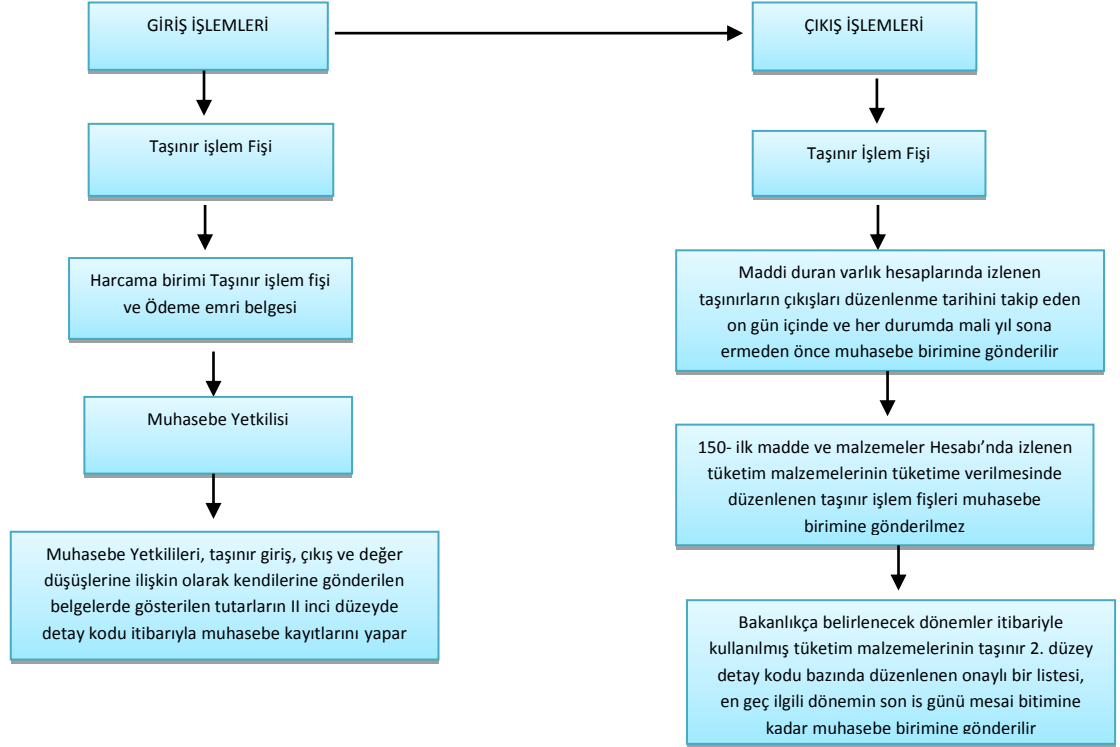 GİRİŞ İŞLEMLERİ
Taşınır işlem Fişi
Harcama birimi Taşınır işlem fişi
ve Ödeme emri belgesi
Muhasebe Yetkilisi
Muhasebe Yetkilileri, taşınır giriş, çıkış ve değer
düşüşlerine ilişkin olarak kendilerine gönderilen
belgelerde gösterilen tutarların II inci düzeyde
detay kodu itibarıyla muhasebe kayıtlarını yapar
ÇIKIŞ İŞLEMLERİ
Taşınır İşlem Fişi
Maddi duran varlık hesaplarında izlenen
taşınırların çıkışları düzenlenme tarihini takip eden
on gün içinde ve her durumda mali yıl sona
ermeden önce muhasebe birimine gönderilir
150- ilk madde ve malzemeler Hesabı’nda izlenen
tüketim malzemelerinin tüketime verilmesinde
düzenlenen taşınır işlem fişleri muhasebe
birimine gönderilmez
Bakanlıkça belirlenecek dönemler itibariyle
kullanılmış tüketim malzemelerinin taşınır 2. düzey
detay kodu bazında düzenlenen onaylı bir listesi,
en geç ilgili dönemin son is günü mesai bitimine
kadar muhasebe birimine gönderilir